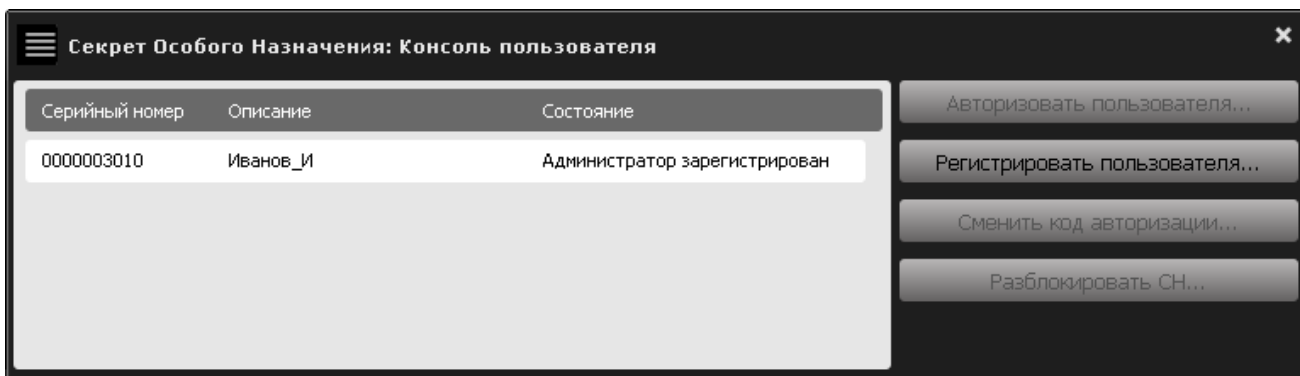 Секрет Особого Назначения: Консоль пользователя
Серийный номер Описание Состояние
0000003010 Иванов_И Администратор зарегистрирован
Авторизовать пользователя...
Регистрировать пользователя...
Сменить код авторизации...
Разблокировать СН...